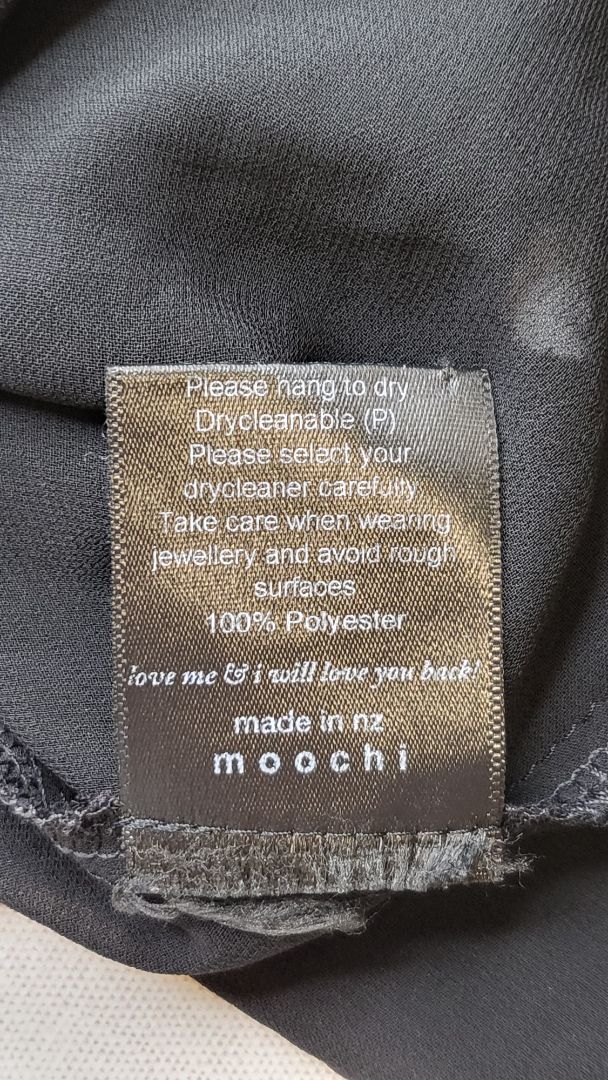 Please hang to dry
Drycleanable (P)
Please select your
drycleaner carefully
Take care when wearing
jewellery and avoid rough
surfaces
100% Polyester
love me & i will love you back!
made in nz
moochi